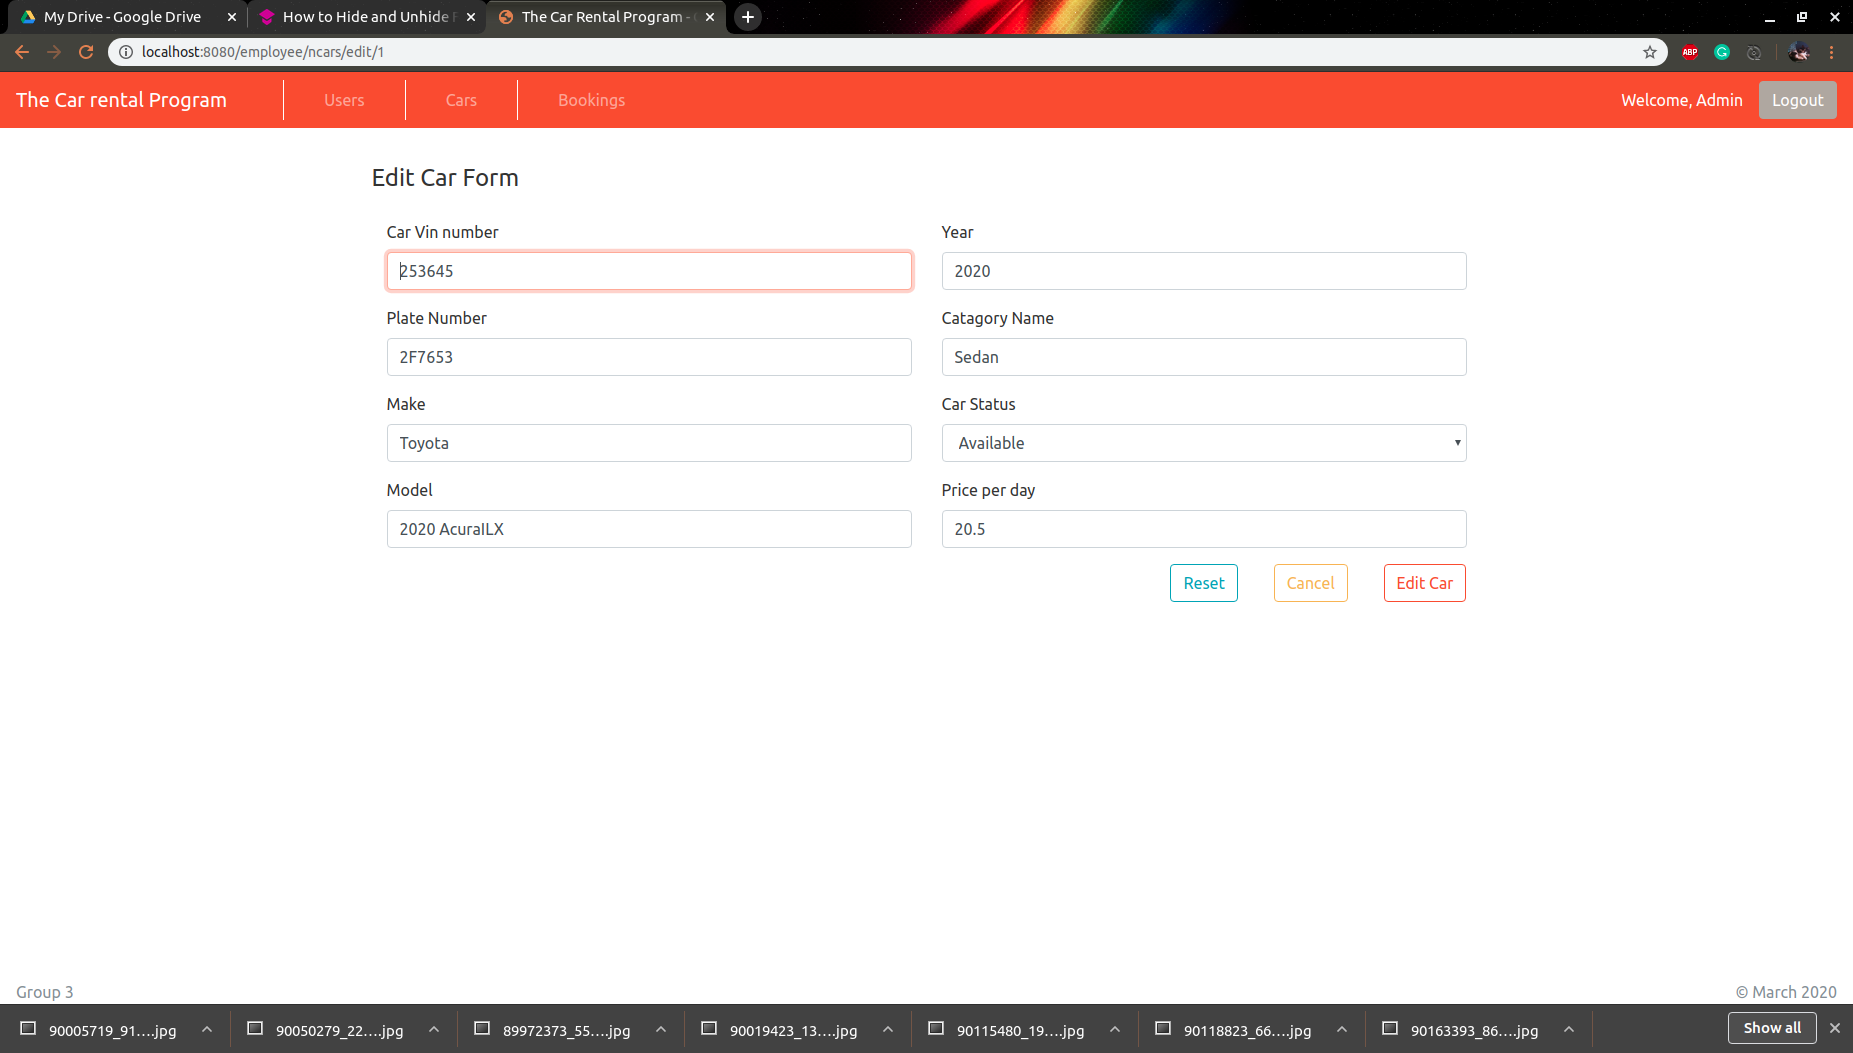 My Drive - Google Drive
How to Hide and Unhide
The Car Rental Program -
localhost:8080/employee/ncars/edit/1
ABP
The Car rental Program
Users
Cars
Bookings
Welcome, Admin
Logout
Edit Car Form
Car Vin number
253645
Year
2020
Plate Number
2F7653
Catagory Name
Sedan
Make
Toyota
Car Status
Available
Model
2020 AcuraILX
Price per day
20.5
Reset
Cancel
Edit Car
Group 3
© March 2020
90005719_91....jpg
90050279_22....jpg
89972373_55....jpg
90019423_13....jpg
90115480_19....jpg
90118823_66....jpg
90163393_86....jpg
Show all